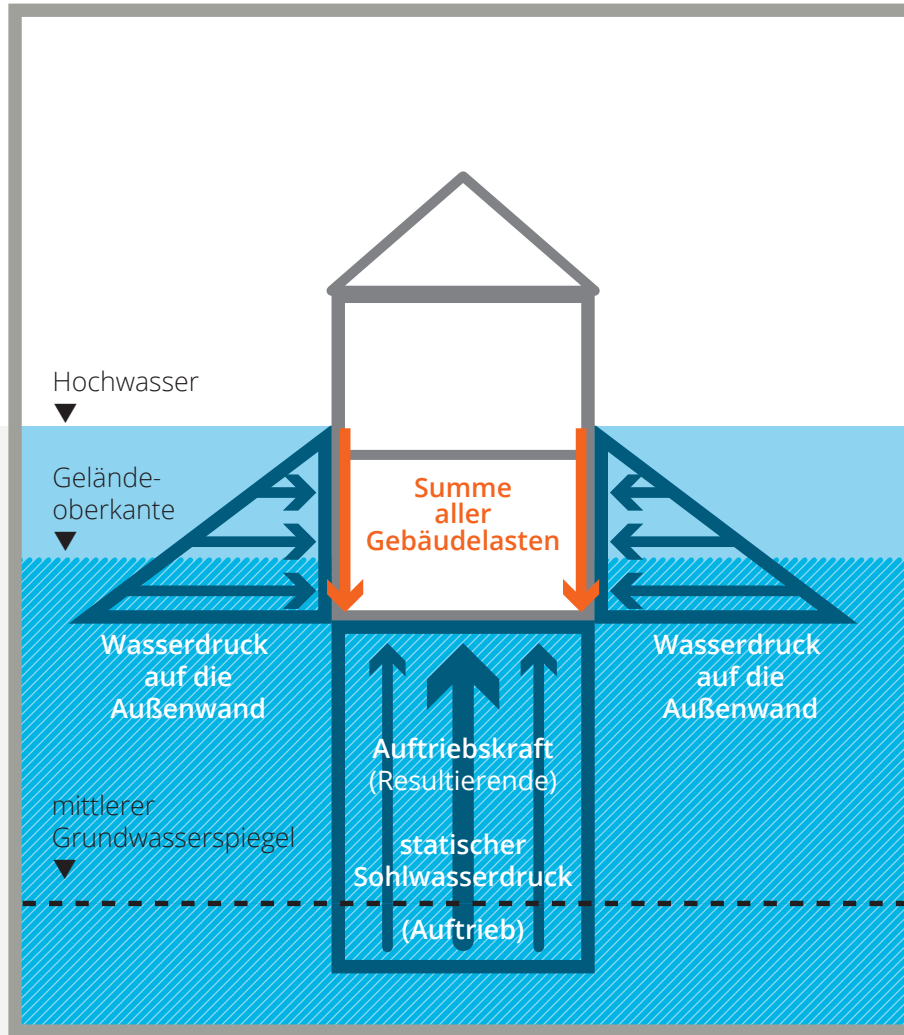 Hochwasser
Gelände-
oberkante
Summe
aller
Gebäudelasten
Wasserdruck
auf die
Außenwand
Wasserdruck
auf die
Außenwand
Auftriebskraft
(Resultierende)
mittlerer
Grundwasserspiegel
statischer
Sohlwasserdruck
(Auftrieb)